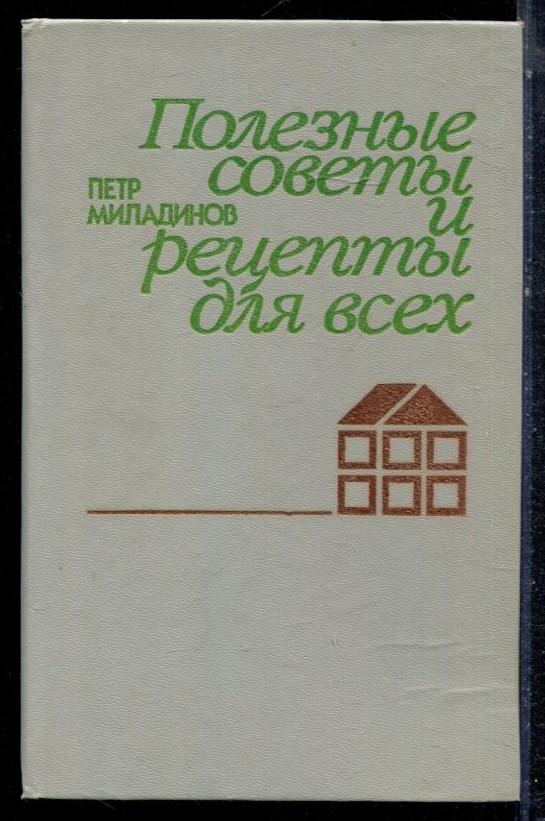 Полезные
советы
и
рецепты
для всех
ПЕТР
МИЛАДИНОВ